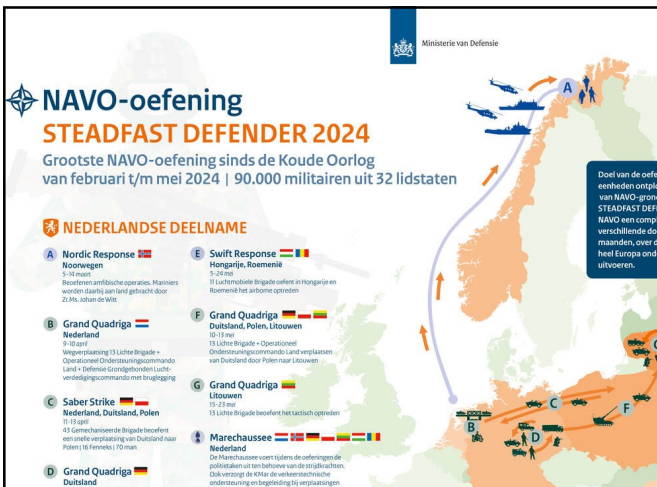 Ministerie van Defensie
NAVO-oefening
STEADFAST DEFENDER 2024
Grootste NAVO-oefening sinds de Koude Oorlog
van februari t/m mei 2024 | 90.000 militairen uit 32 lidstaten
NEDERLANDSE DEELNAME
A Nordic Response
Noorwegen
5-14 maart
Beoefenen amfibische operaties. Mariniers
worden daarbij aan land gebracht door
Zr.Ms. Johan de Witt
B Grand Quadriga
Nederland
9-10 april
Wegverplaatsing 13 Lichte Brigade +
Operationeel Ondersteuningscommando
Land + Defensie Grondgebonden Lucht-
verdedigingscommando met bruglegging
C Saber Strike
Nederland, Duitsland, Polen
11-13 april
43 Gemechaniseerde Brigade beoefent
een snelle verplaatsing van Duitsland naar
Polen | 16 Fenneks | 70 man
D Grand Quadriga
Duitsland
E Swift Response
Hongarije, Roemenië
5-24 mei
11 Luchtmobiele Brigade oefent in Hongarije en
Roemenië het airborne optreden
F Grand Quadriga
Duitsland, Polen, Litouwen
10-13 mei
13 Lichte Brigade + Operationeel
Ondersteuningscommando Land verplaatsen
van Duitsland door Polen naar Litouwen
G Grand Quadriga
Litouwen
15-23 mei
13 Lichte Brigade beoefent het tactisch optreden
Marechaussee
Nederland
De Marechaussee voert tijdens de oefeningen de
politietaken uit ten behoeve van de strijdkrachten.
Ook verzorgt de KMar de verkeerstechnische
ondersteuning en begeleiding bij verplaatsingen
A
B
C
D
F
G
Doel van de oefe
eenheden ontplo
van NAVO-gron
STEADFAST DEFE
NAVO een comp
verschillende do
maanden, over d
heel Europa ond
uitvoeren.